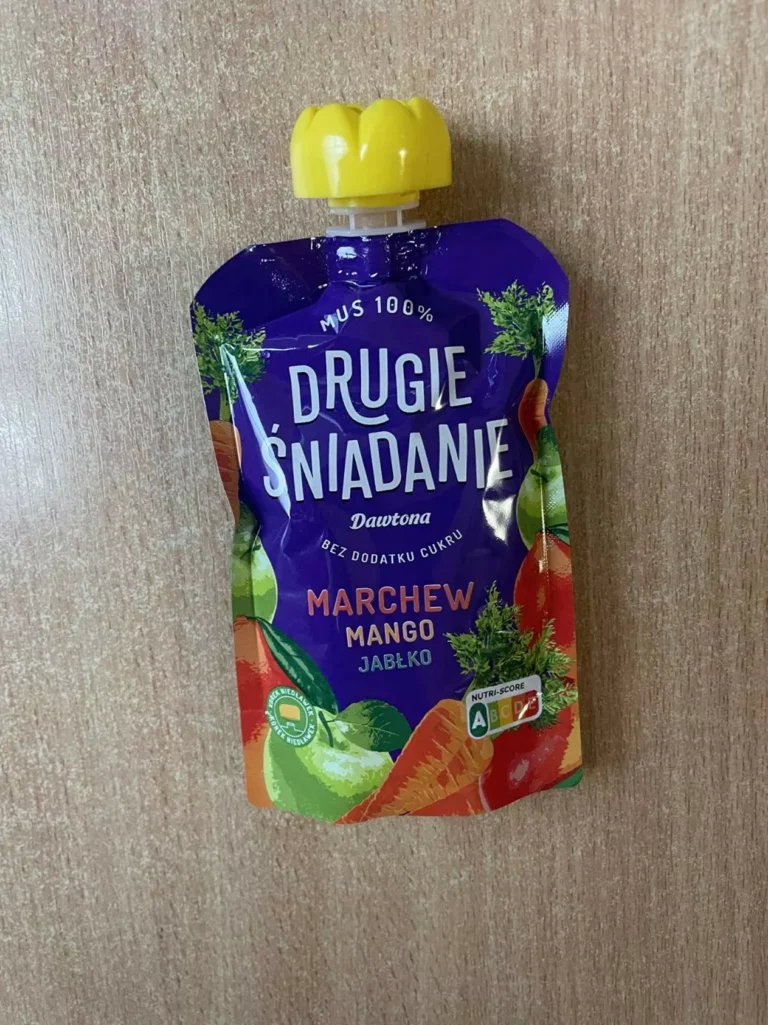 MUS 100%
DRUGIE
ŚNIADANIE
Dawtona
BEZ DODATKU CUKRU
MARCHEW
MANGO
JABŁKO
NUTRI-SCORE
A B C D E